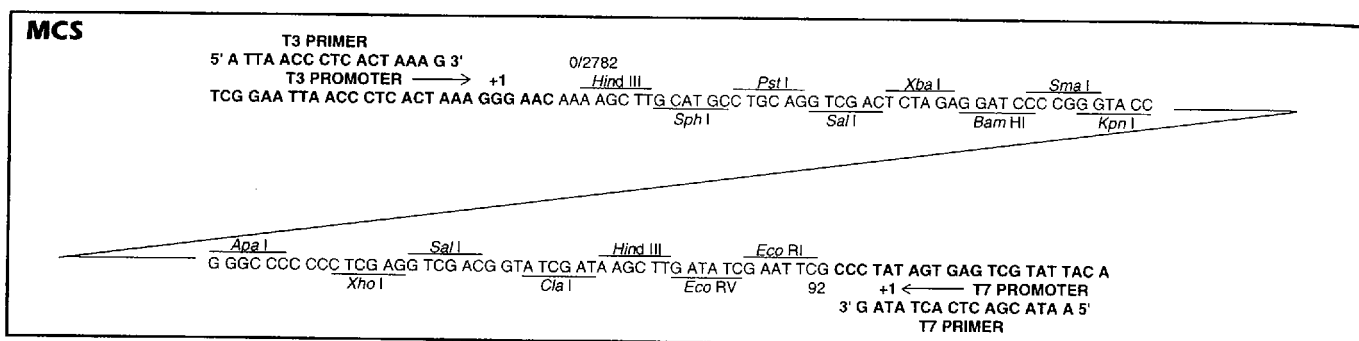 MCS
T3 PRIMER
5' A TTA ACC CTC ACT AAA G 3'
0/2782
T3 PROMOTER +1 Hind III Pst I Xba I Sma I
TCG GAA TTA ACC CTC ACT AAA GGG AAC AAA AGC TTG CAT GCC TGC AGG TCG ACT CTA GAG GAT CCC CGG GTA CC
Sph I Sal I Bam HI Kpn I
Apa I Sal I Hind III Eco RI
G GGC CCC CCC TCG AGG TCG ACG GTA TCG ATA AGC TTG ATA TCG AAT TCG CCC TAT AGT GAG TCG TAT TAC A
Xho I Cla I Eco RV 92 +1 T7 PROMOTER
3' G ATA TCA CTC AGC ATA A 5'
T7 PRIMER